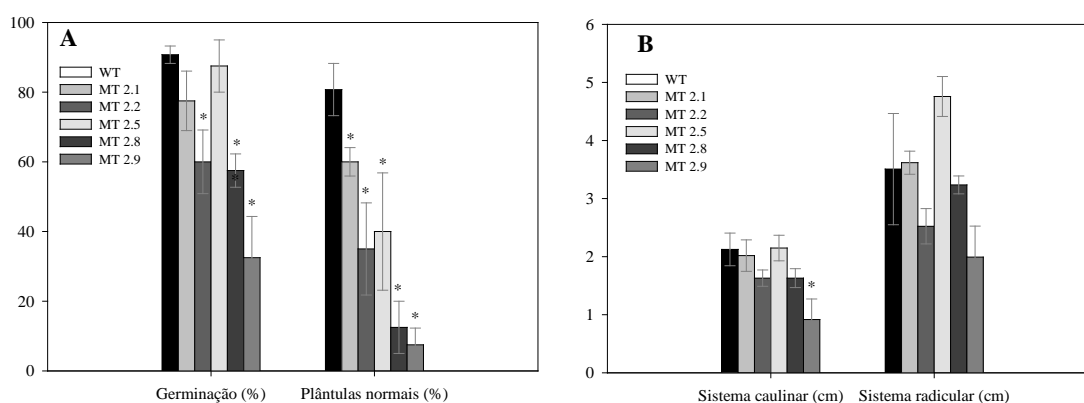 A
100
80
60
40
20
0
WT
MT 2.1
MT 2.2
MT 2.5
MT 2.8
MT 2.9
*
*
*
*
*
*
*
*
*
*
Germinação (%)
Plântulas normais (%)
B
6
5
4
3
2
1
0
WT
MT 2.1
MT 2.2
MT 2.5
MT 2.8
MT 2.9
*
Sistema caulinar (cm)
Sistema radicular (cm)